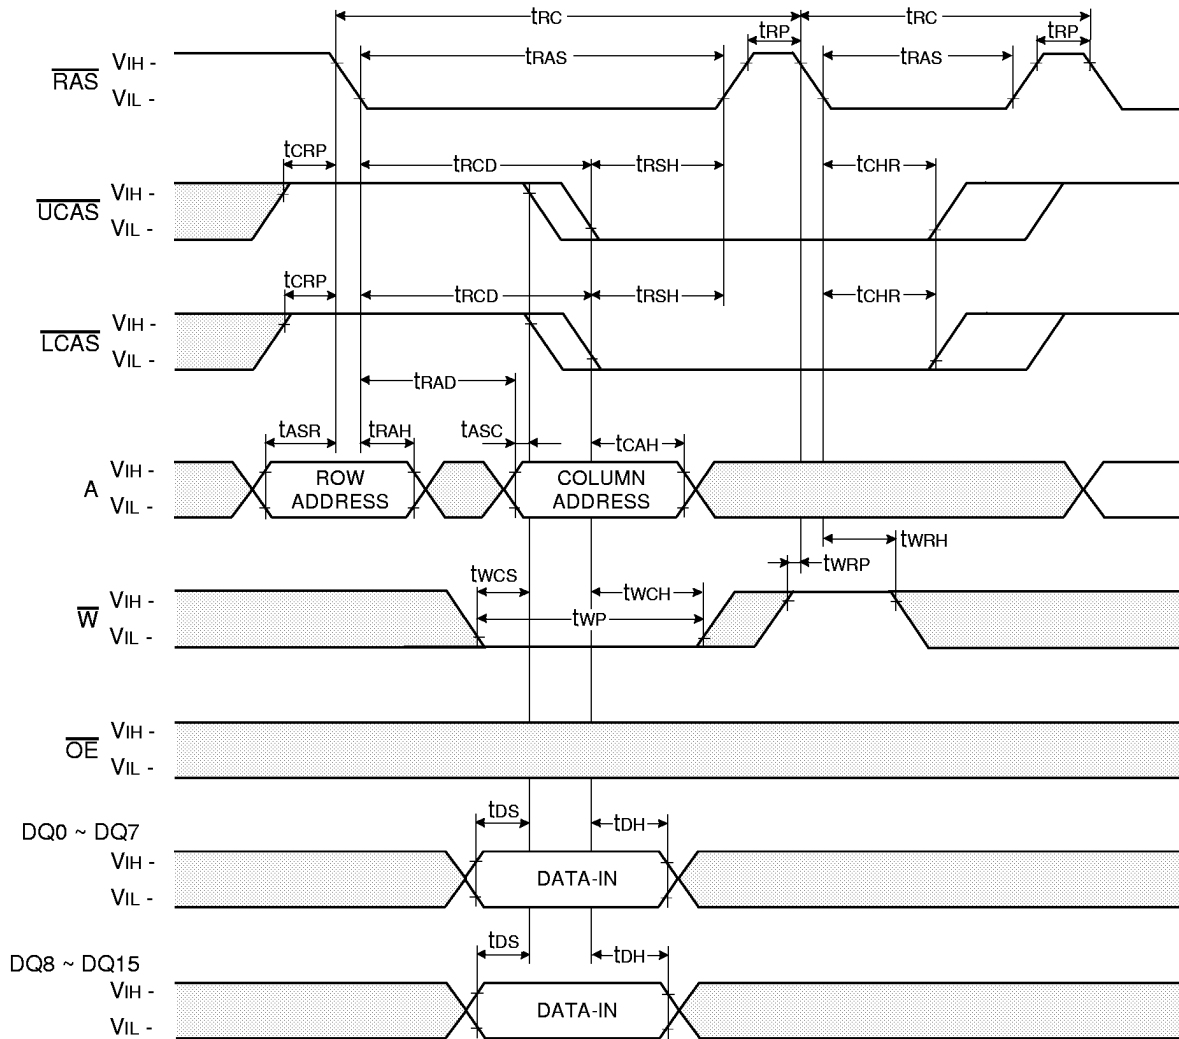 tRC tRC
tRP tRP
VIH - tRAS tRAS
RAS
VIL -
tCRP tRCD tRSH tCHR
VIH -
UCAS
VIL -
tCRP tRCD tRSH tCHR
VIH -
LCAS
VIL -
tRAD
tASR tRAH tASC tCAH
VIH - ROW COLUMN
A
VIL - ADDRESS ADDRESS
tWRH
tWRP
tWCS tWCH
VIH - tWP
W
VIL -
VIH -
OE
VIL -
tDS tDH
DQ0 ~ DQ7
VIH -
DATA-IN
VIL -
tDS tDH
DQ8 ~ DQ15
VIH -
DATA-IN
VIL -